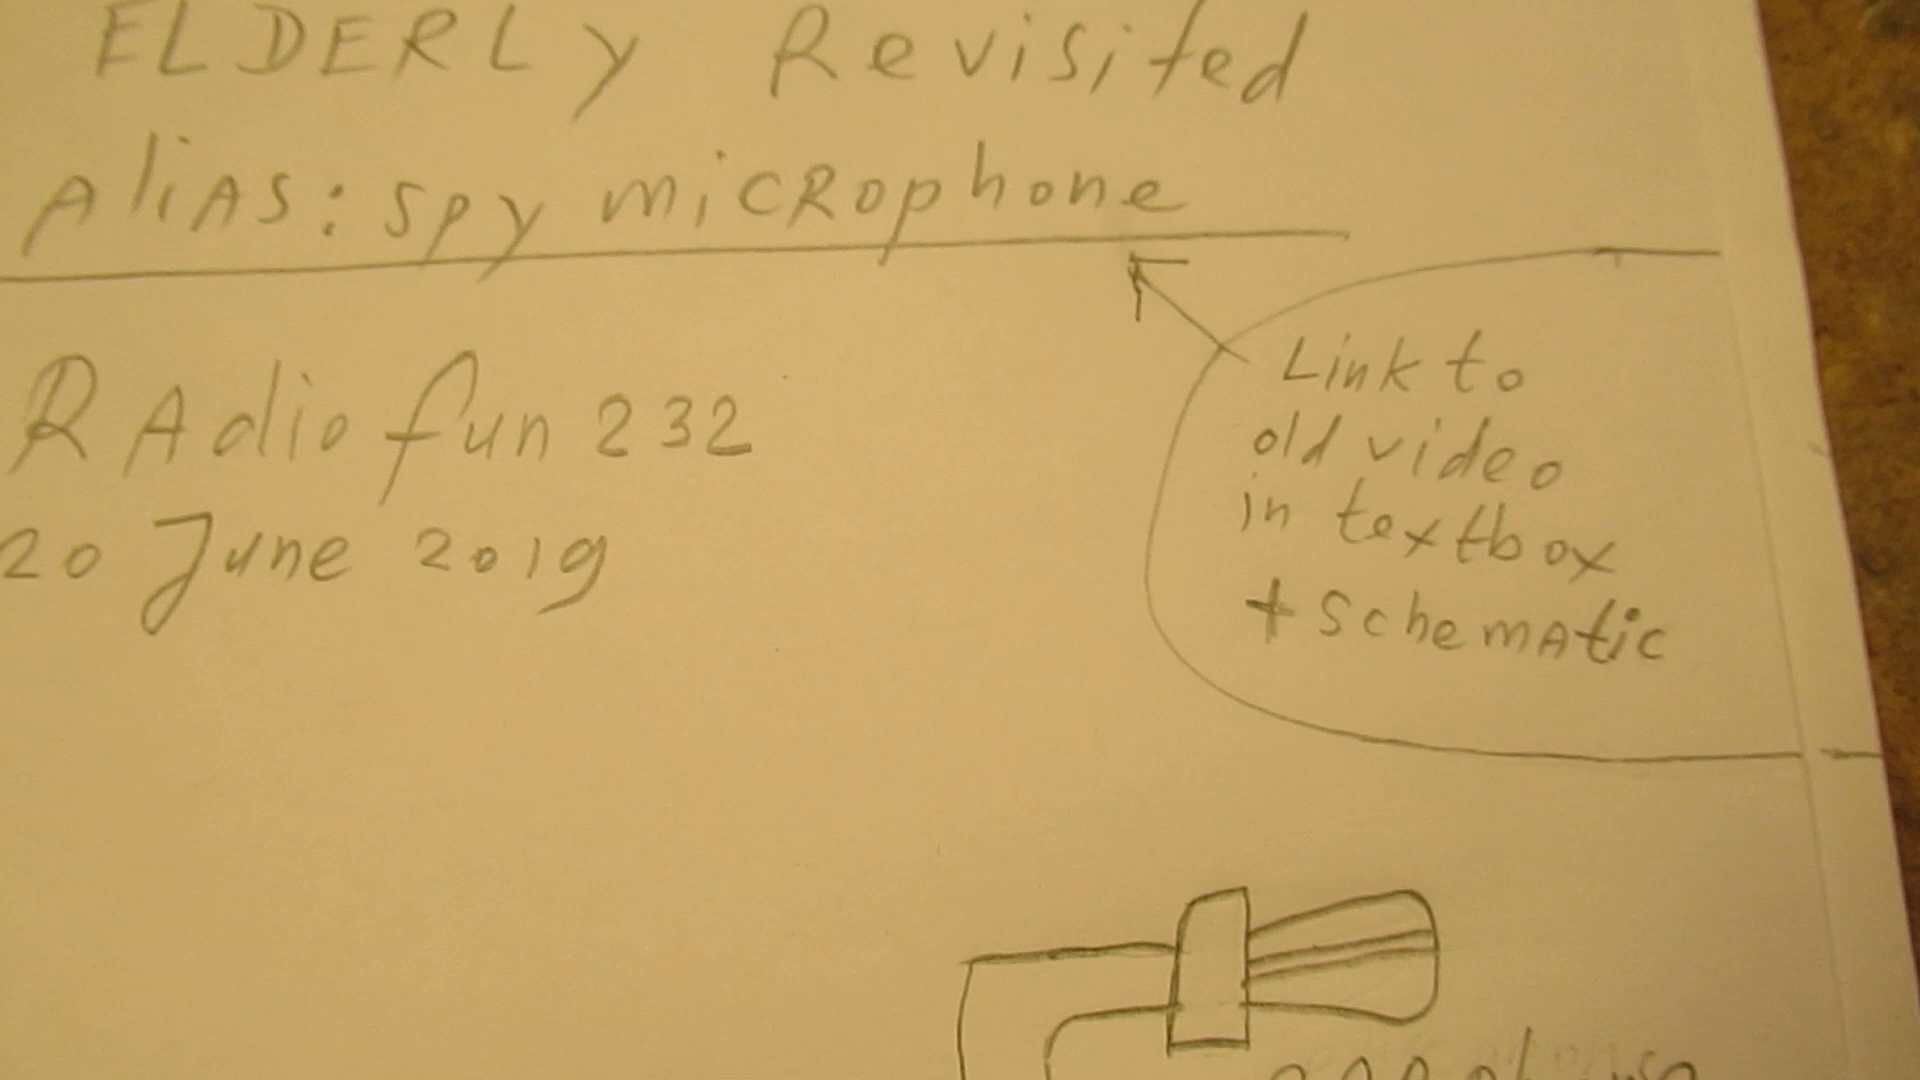 ELDERLY Revisited
Alias: spy microphone
Radio fun 232
20 June 2019
Link to
old video
in textbox
+ schematic